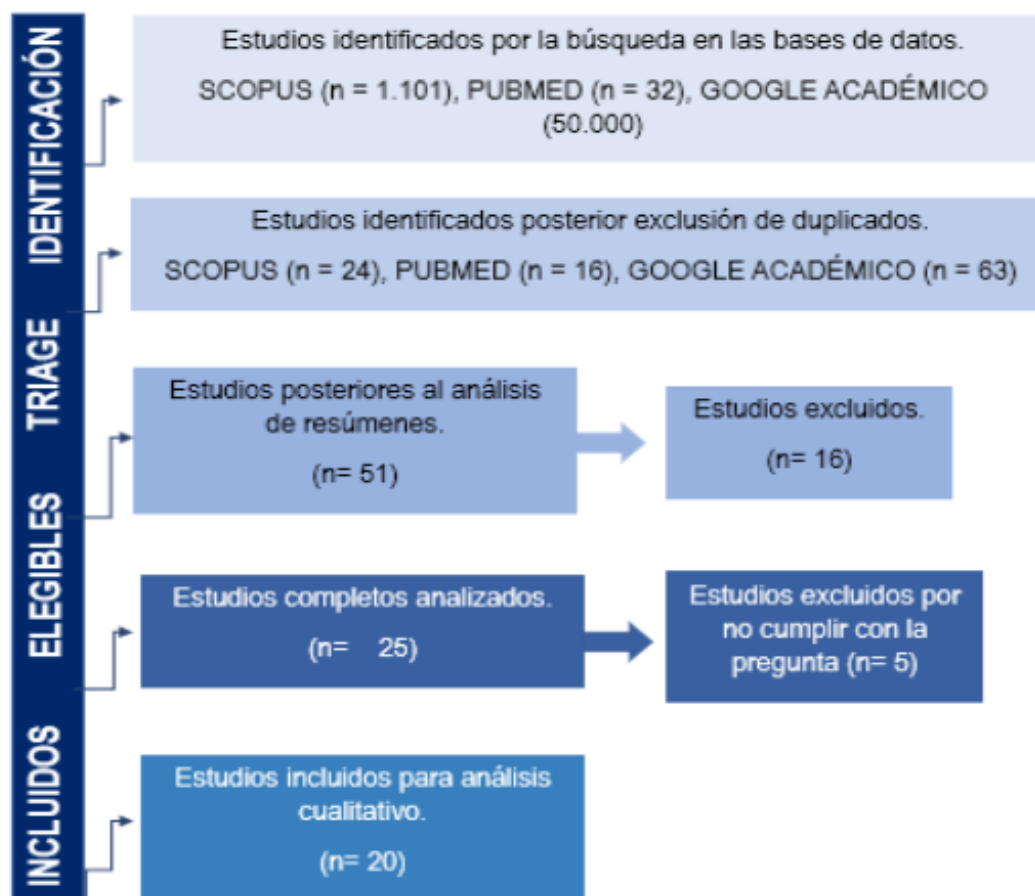 IDENTIFICACIÓN
Estudios identificados por la búsqueda en las bases de datos.
SCOPUS (n = 1.101), PUBMED (n = 32), GOOGLE ACADÉMICO
(50.000)
Estudios identificados posterior exclusión de duplicados.
SCOPUS (n = 24), PUBMED (n = 16), GOOGLE ACADÉMICO (n = 63)
TRIAGE
Estudios posteriores al análisis
de resúmenes.
(n= 51)
Estudios excluidos.
(n= 16)
ELEGIBLES
Estudios completos analizados.
(n= 25)
Estudios excluidos por
no cumplir con la
pregunta (n= 5)
INCLUIDOS
Estudios incluidos para análisis
cualitativo.
(n= 20)